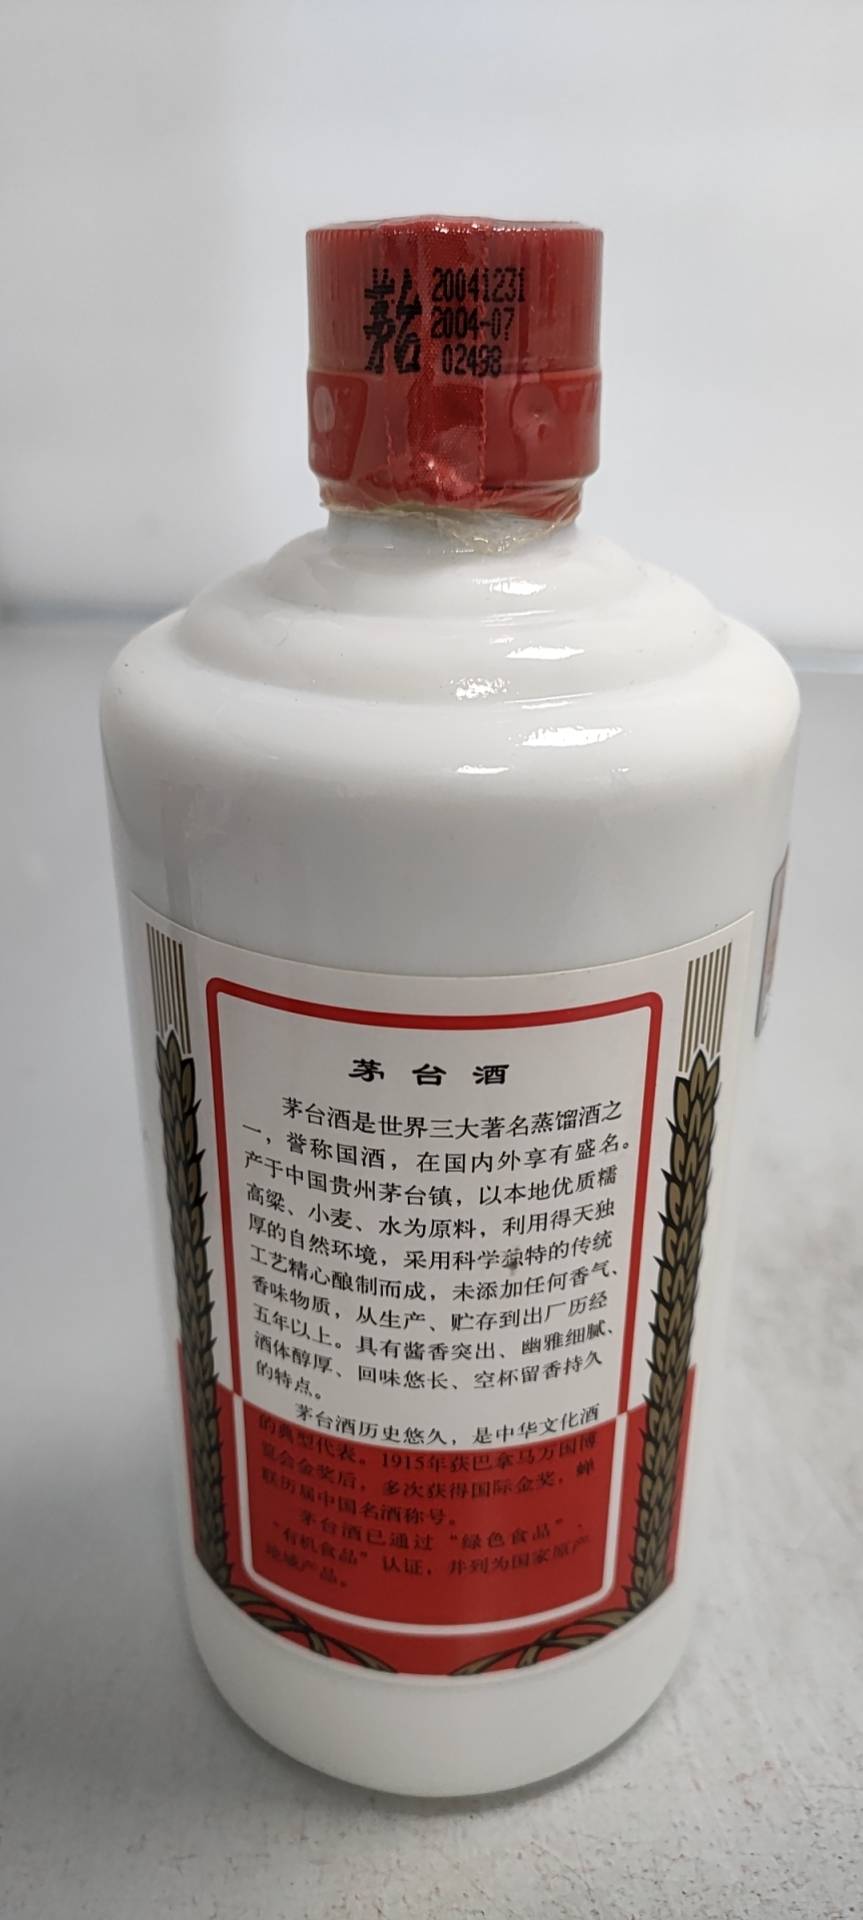 茅台
20041231
2004-07
02498
茅台酒
茅台酒是世界三大著名蒸馏酒之
一，誉称国酒，在国内外享有盛名。
产于中国贵州茅台镇，以本地优质糯
高粱、小麦、水为原料，利用得天独
厚的自然环境，采用科学独特的传统
工艺精心酿制而成，未添加任何香气、
香味物质，从生产、贮存到出厂历经
五年以上。具有酱香突出、幽雅细腻、
酒体醇厚、回味悠长、空杯留香持久
的特点。
茅台酒历史悠久，是中华文化酒
的典型代表。1915年获巴拿马万国博
览会金奖后，多次获得国际金奖，蝉
联历届中国名酒称号。
茅台酒已通过“绿色食品”、
“有机食品”认证，并列为国家原产
地域产品。